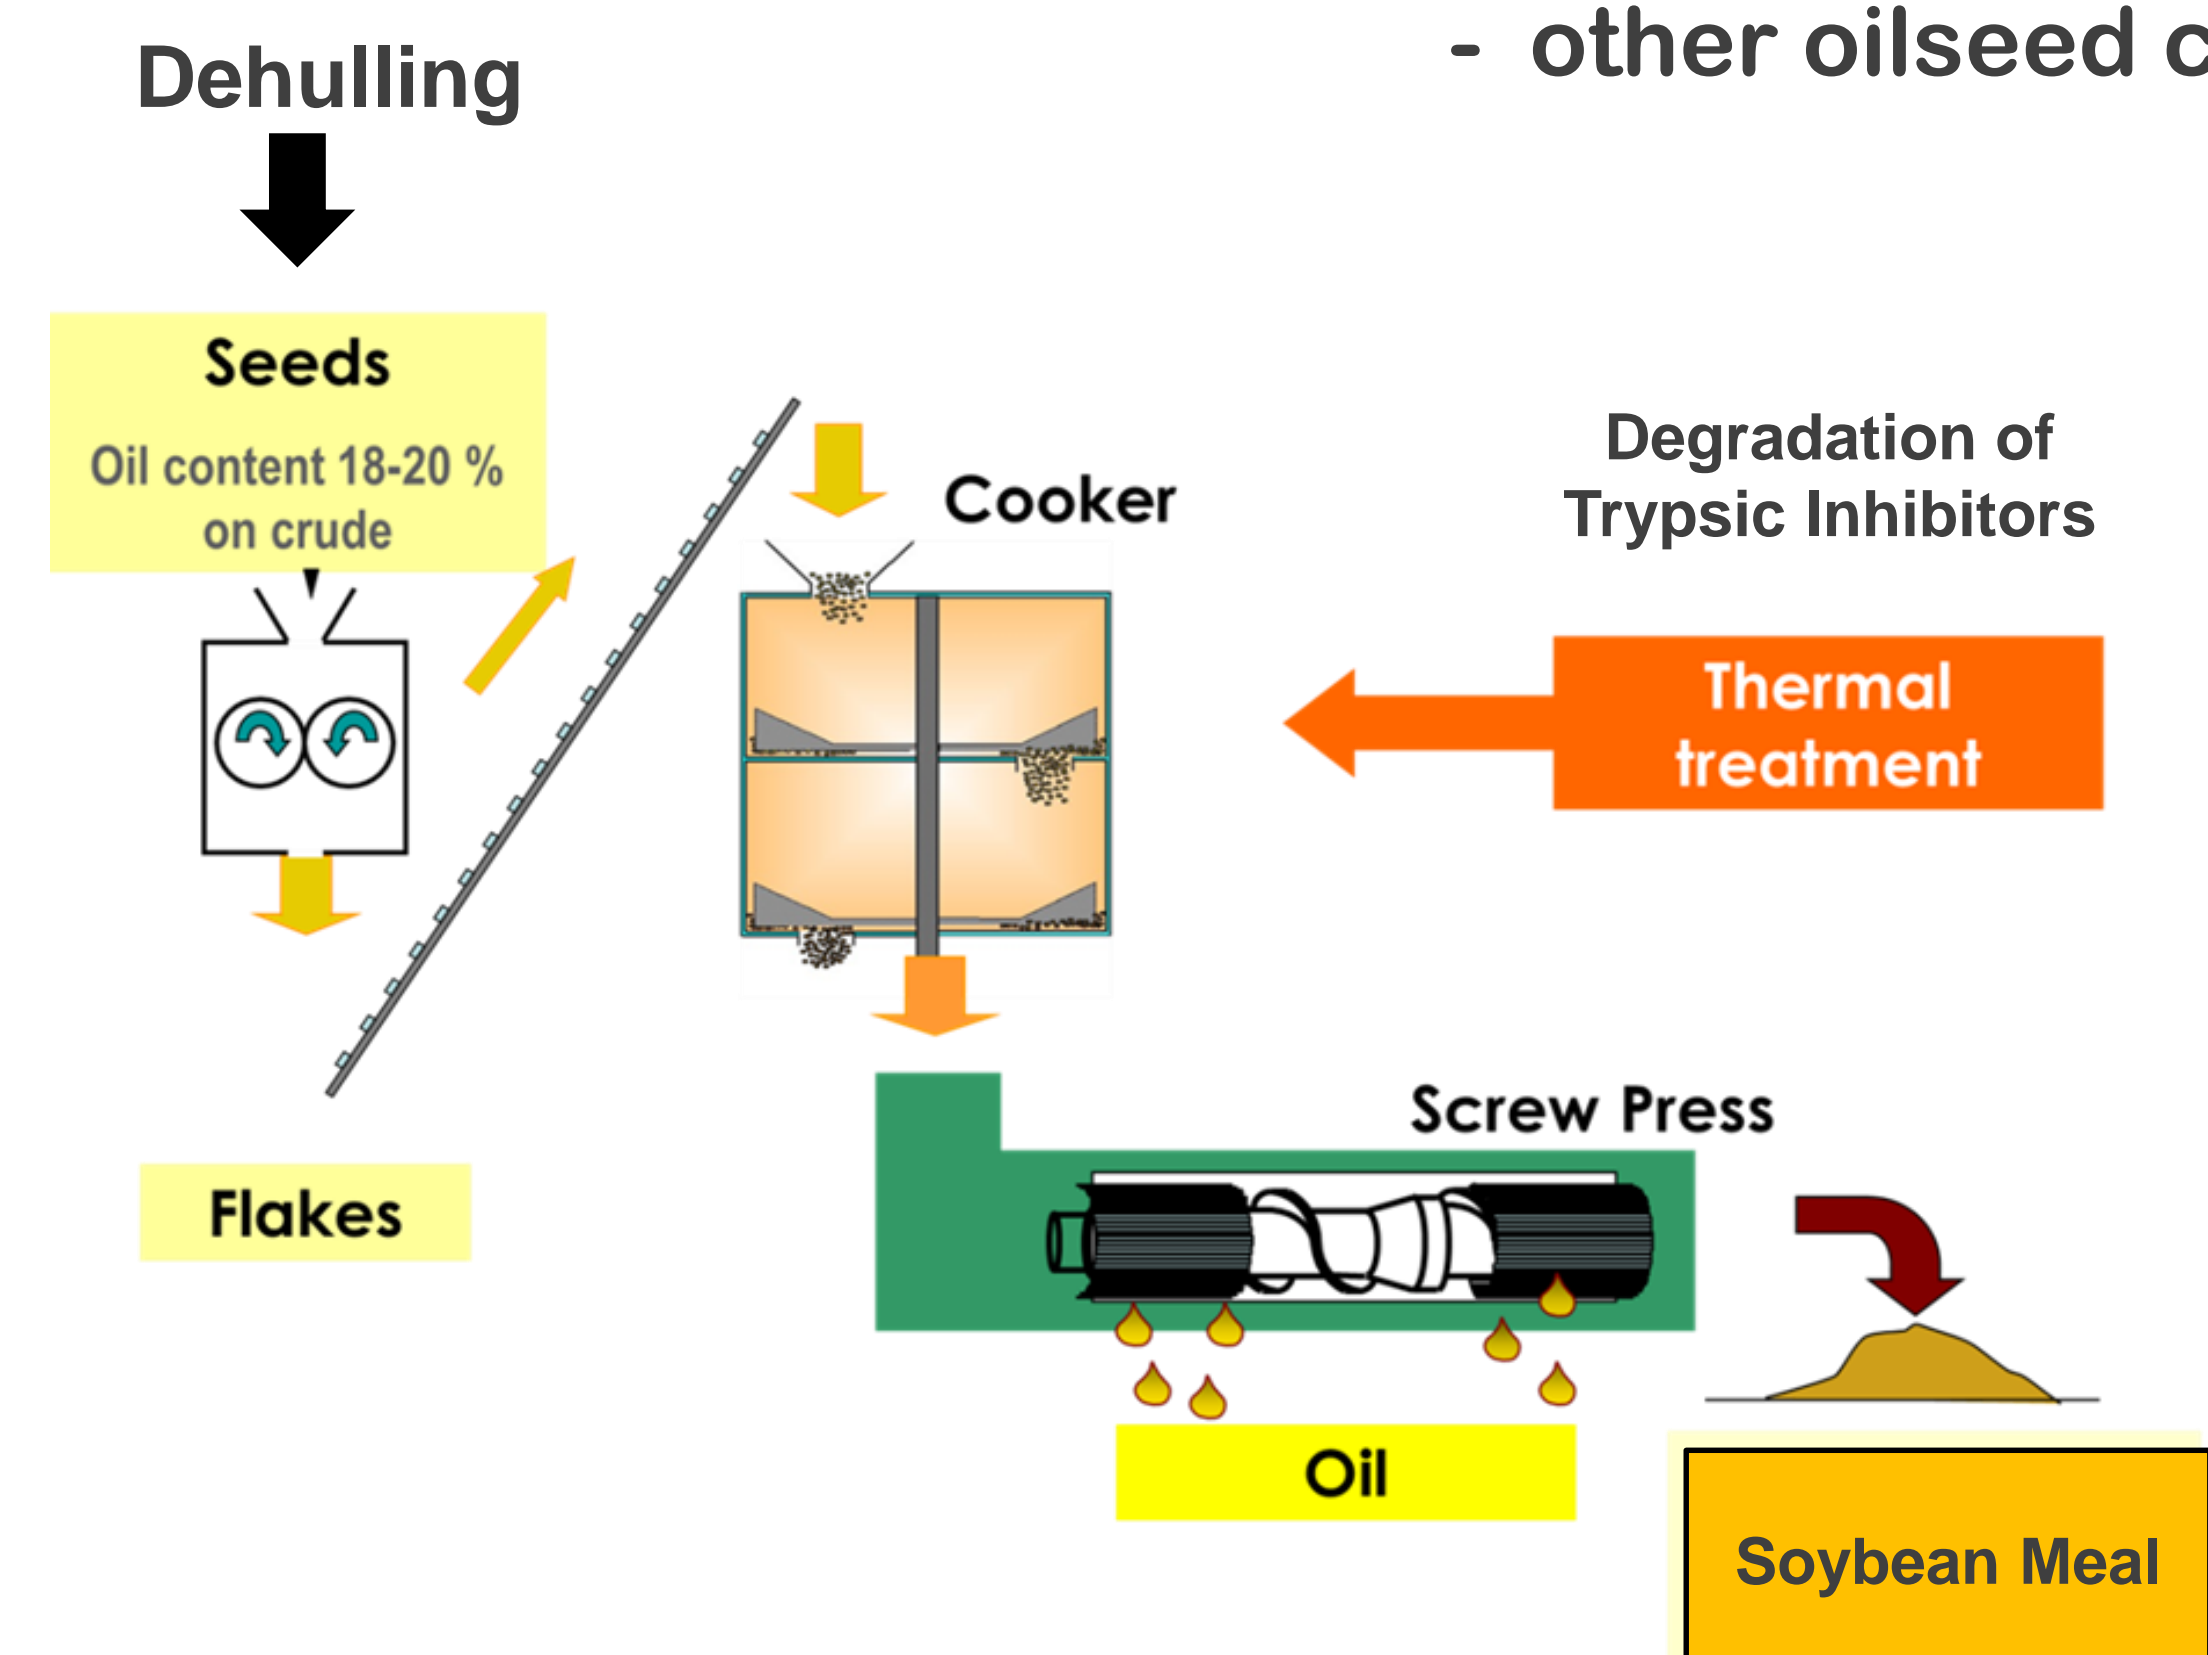 - other oilseed c
Dehulling
Seeds
Oil content 18-20 %
on crude
Cooker
Degradation of
Trypsic Inhibitors
Thermal
treatment
Screw Press
Flakes
Oil
Soybean Meal